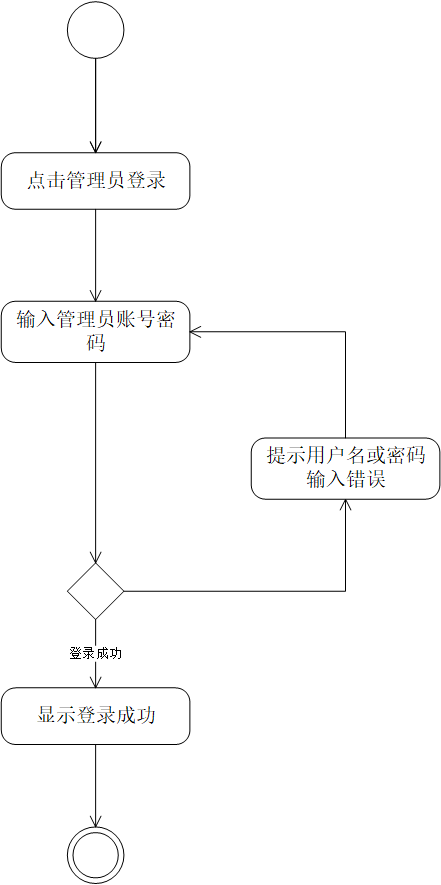 点击管理员登录
输入管理员账号密
码
提示用户名或密码
输入错误
登录成功
显示登录成功